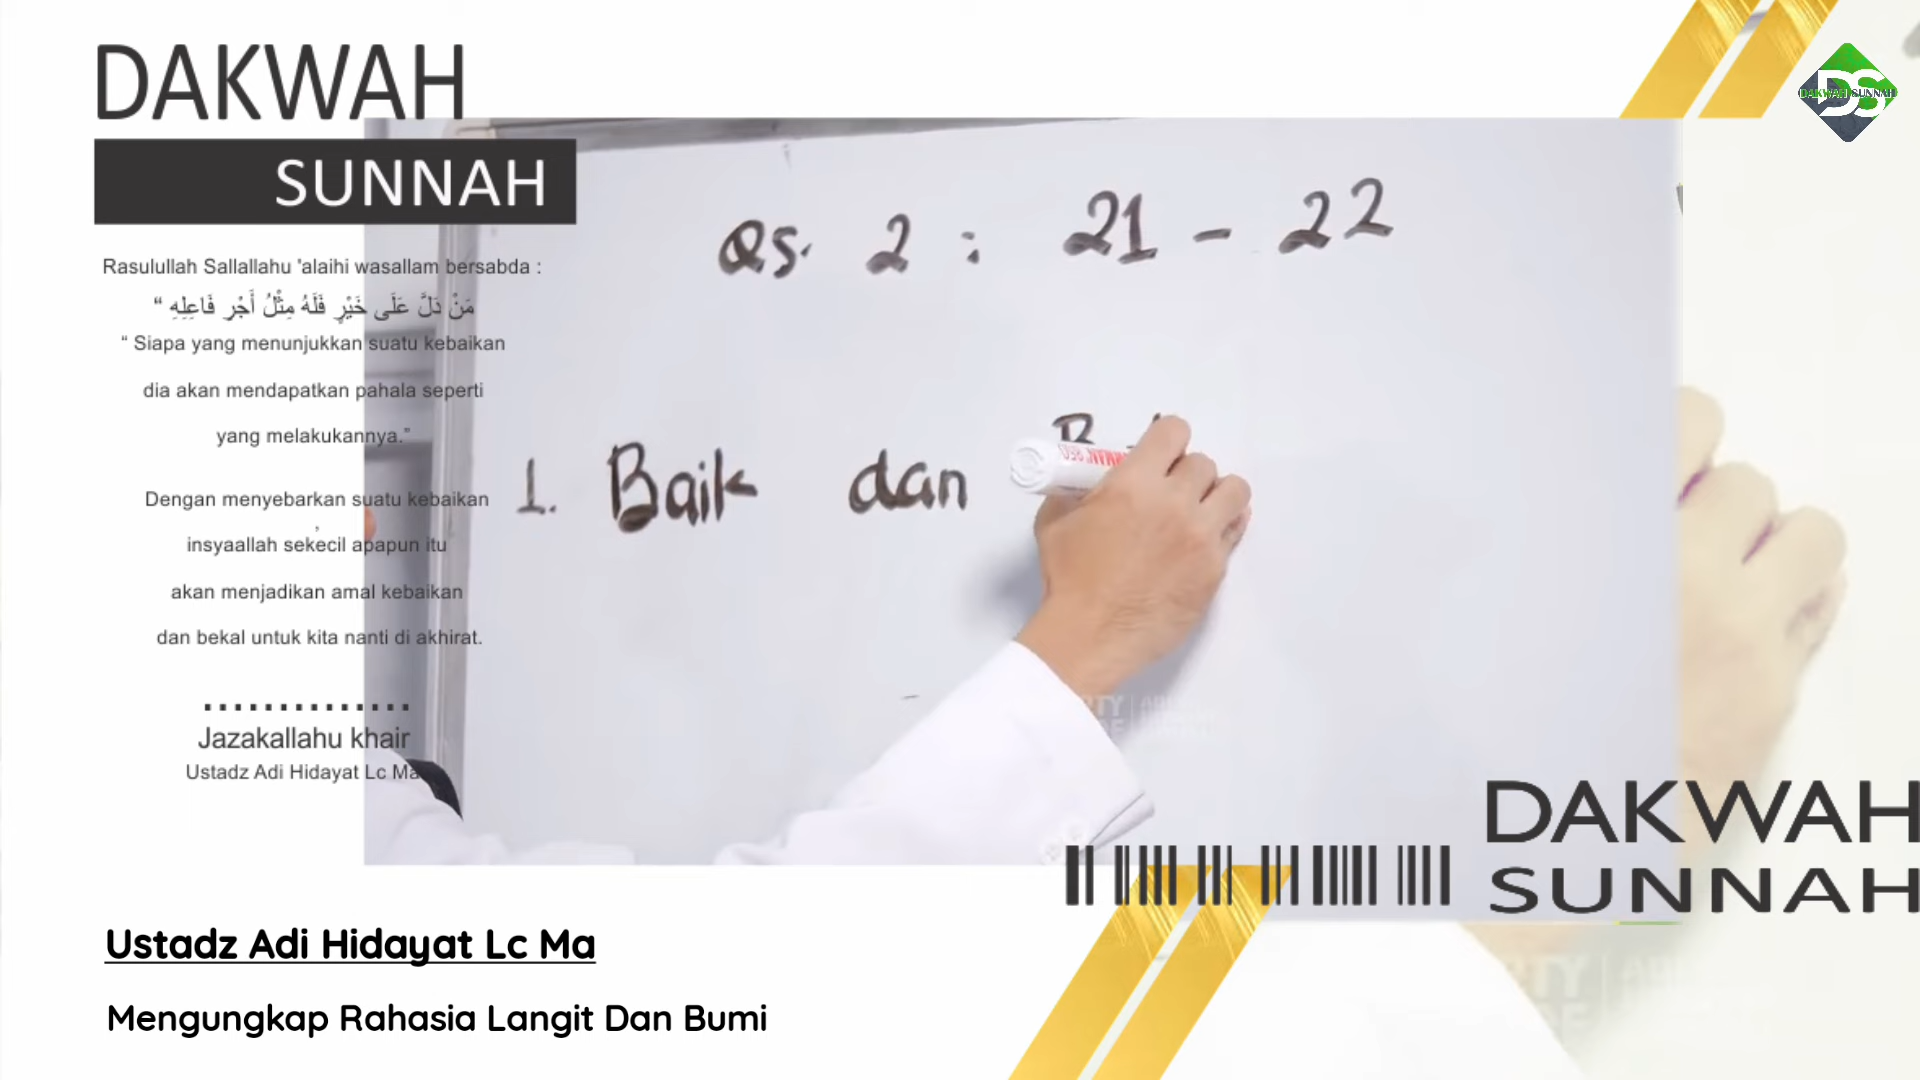 DAKWAH
SUNNAH
Rasulullah Sallallahu 'alaihi wasallam bersabda :
“ مَنْ دَلَّ عَلَى خَيْرٍ فَلَهُ مِثْلُ أَجْرِ فَاعِلِهِ
“ Siapa yang menunjukkan suatu kebaikan
dia akan mendapatkan pahala seperti
yang melakukannya.”
Dengan menyebarkan suatu kebaikan
insyaallah sekecil apapun itu
akan menjadikan amal kebaikan
dan bekal untuk kita nanti di akhirat.
..............
Jazakallahu khair
Ustadz Adi Hidayat Lc Ma
Qs. 2 : 21 - 22
1. Baik dan
DS
DAKWAH SUNNAH
DAKWAH
SUNNAH
Ustadz Adi Hidayat Lc Ma
Mengungkap Rahasia Langit Dan Bumi